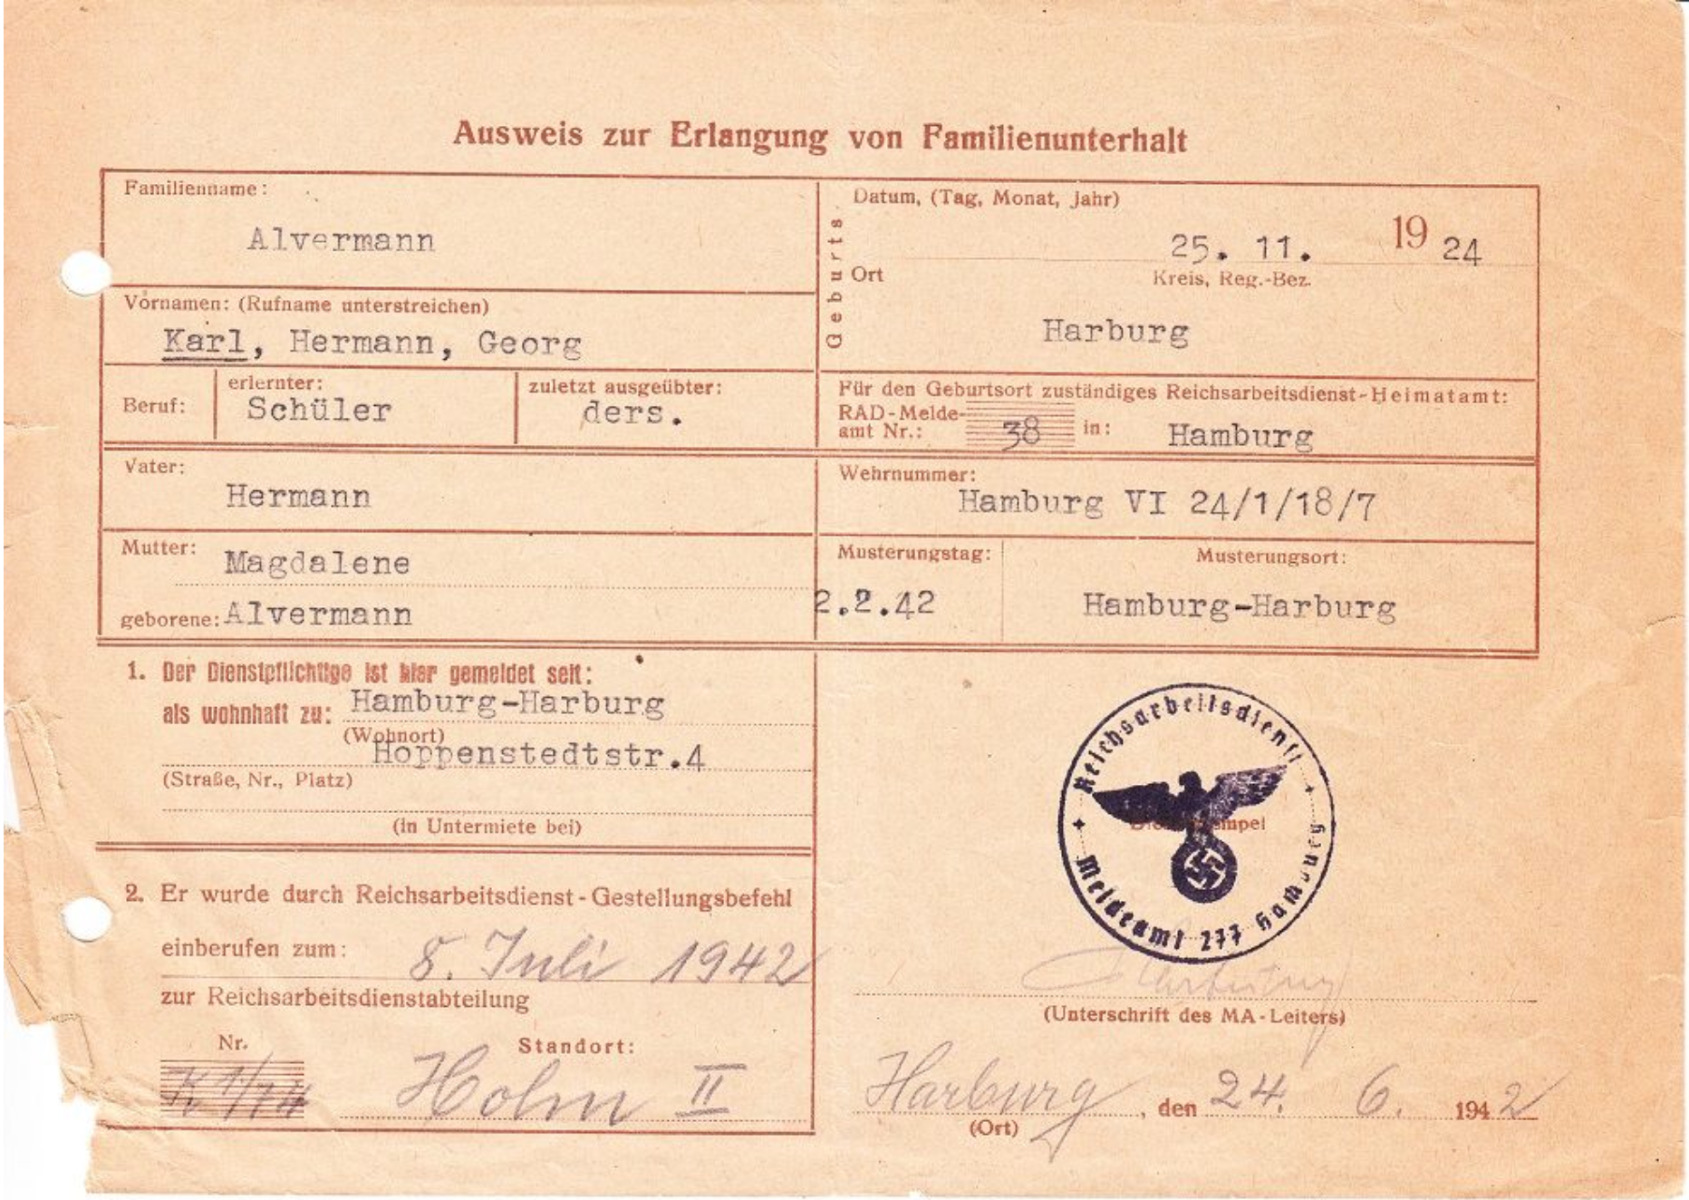 Ausweis zur Erlangung von Familienunterhalt
Familienname:
Alvermann
Vornamen: (Rufname unterstreichen)
Karl, Hermann, Georg
Beruf:
erlernter:
Schüler
zuletzt ausgeübter:
ders.
Geburts
Datum, (Tag, Monat, Jahr)
25. 11. 1924
Ort
Kreis, Reg.-Bez.
Harburg
Für den Geburtsort zuständiges Reichsarbeitsdienst-Heimatamt:
RAD-Melde-
amt Nr.: 38 in: Hamburg
Vater:
Hermann
Wehrnummer:
Hamburg VI 24/1/18/7
Mutter: Magdalene
geborene: Alvermann
Musterungstag:
2.2.42
Musterungsort:
Hamburg-Harburg
1. Der Dienstpflichtige ist hier gemeldet seit:
als wohnhaft zu: Hamburg-Harburg
(Wohnort)
Hoppenstedtstr.4
(Straße, Nr., Platz)
(in Untermiete bei)
2. Er wurde durch Reichsarbeitsdienst-Gestellungsbefehl
einberufen zum: 8. Juli 1942
zur Reichsarbeitsdienstabteilung
Nr.
K 1/74
Standort:
Holm II
Reichsarbeitsdienst
Meldeamt 277 Hamburg
(Unterschrift des MA-Leiters)
Harburg, den 24. 6. 1942
(Ort)